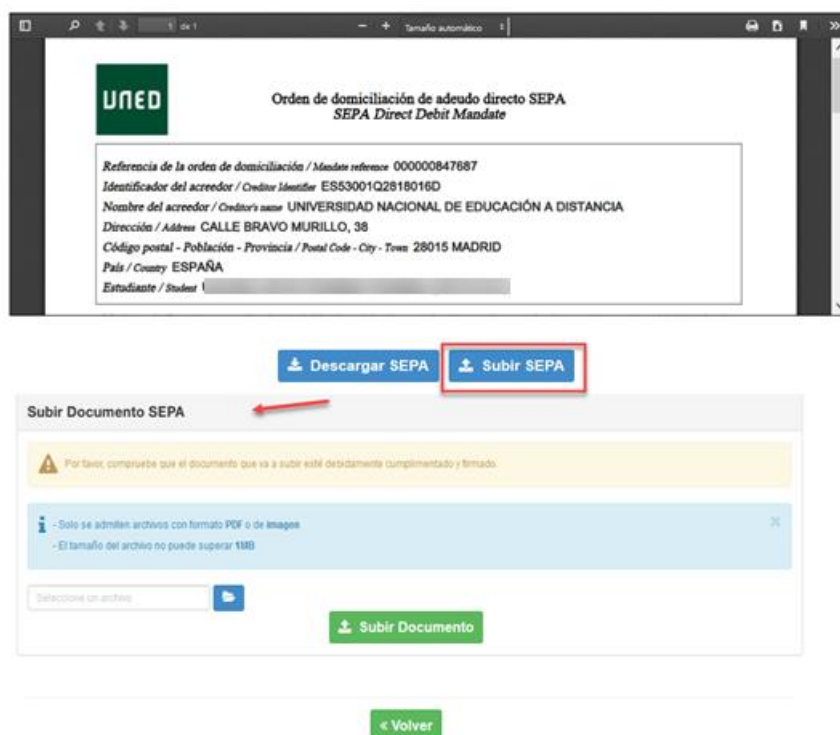 1 de 1
Tamaño automático
UNED
Orden de domiciliación de adeudo directo SEPA
SEPA Direct Debit Mandate
Referencia de la orden de domiciliación / Mandate reference 000000847687
Identificador del acreedor / Creditor Identifier ES53001Q2818016D
Nombre del acreedor / Creditor's name UNIVERSIDAD NACIONAL DE EDUCACIÓN A DISTANCIA
Dirección / Address CALLE BRAVO MURILLO, 38
Código postal - Población - Provincia / Postal Code - City - Town 28015 MADRID
País / Country ESPAÑA
Estudiante / Student
Descargar SEPA
Subir SEPA
Subir Documento SEPA
Por favor, compruebe que el documento que va a subir esté debidamente cumplimentado y firmado.
- Solo se admiten archivos con formato PDF o de imagen
- El tamaño del archivo no puede superar 1MB
Seleccione un archivo
Subir Documento
« Volver